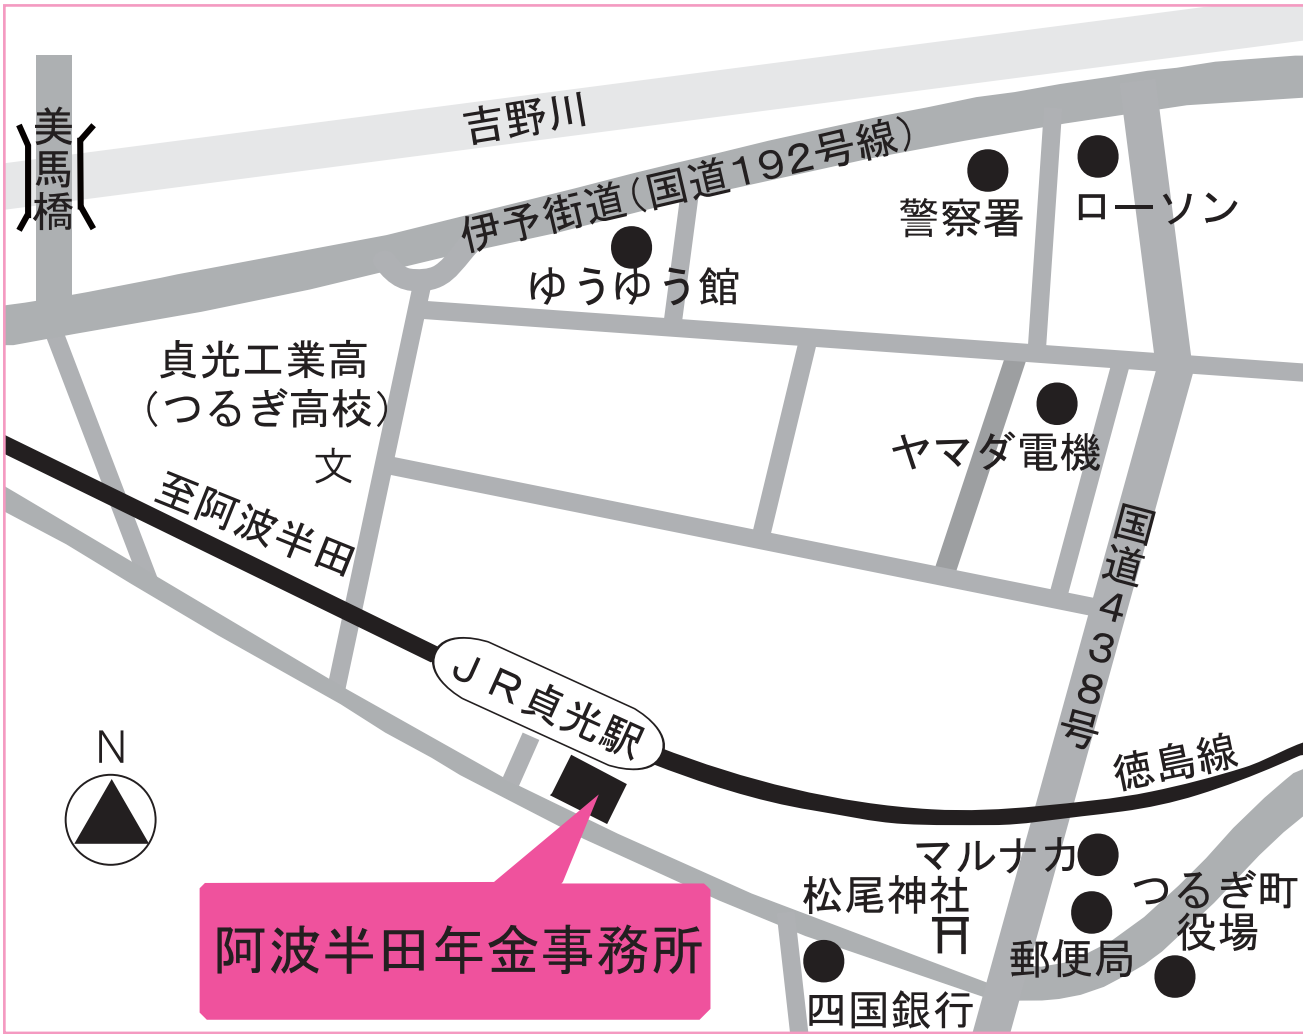 美馬橋
吉野川
伊予街道(国道192号線)
警察署
ローソン
ゆうゆう館
貞光工業高
(つるぎ高校)
文
ヤマダ電機
至阿波半田
国道438号
JR貞光駅
N
徳島線
マルナカ
松尾神社
つるぎ町
役場
郵便局
阿波半田年金事務所
四国銀行